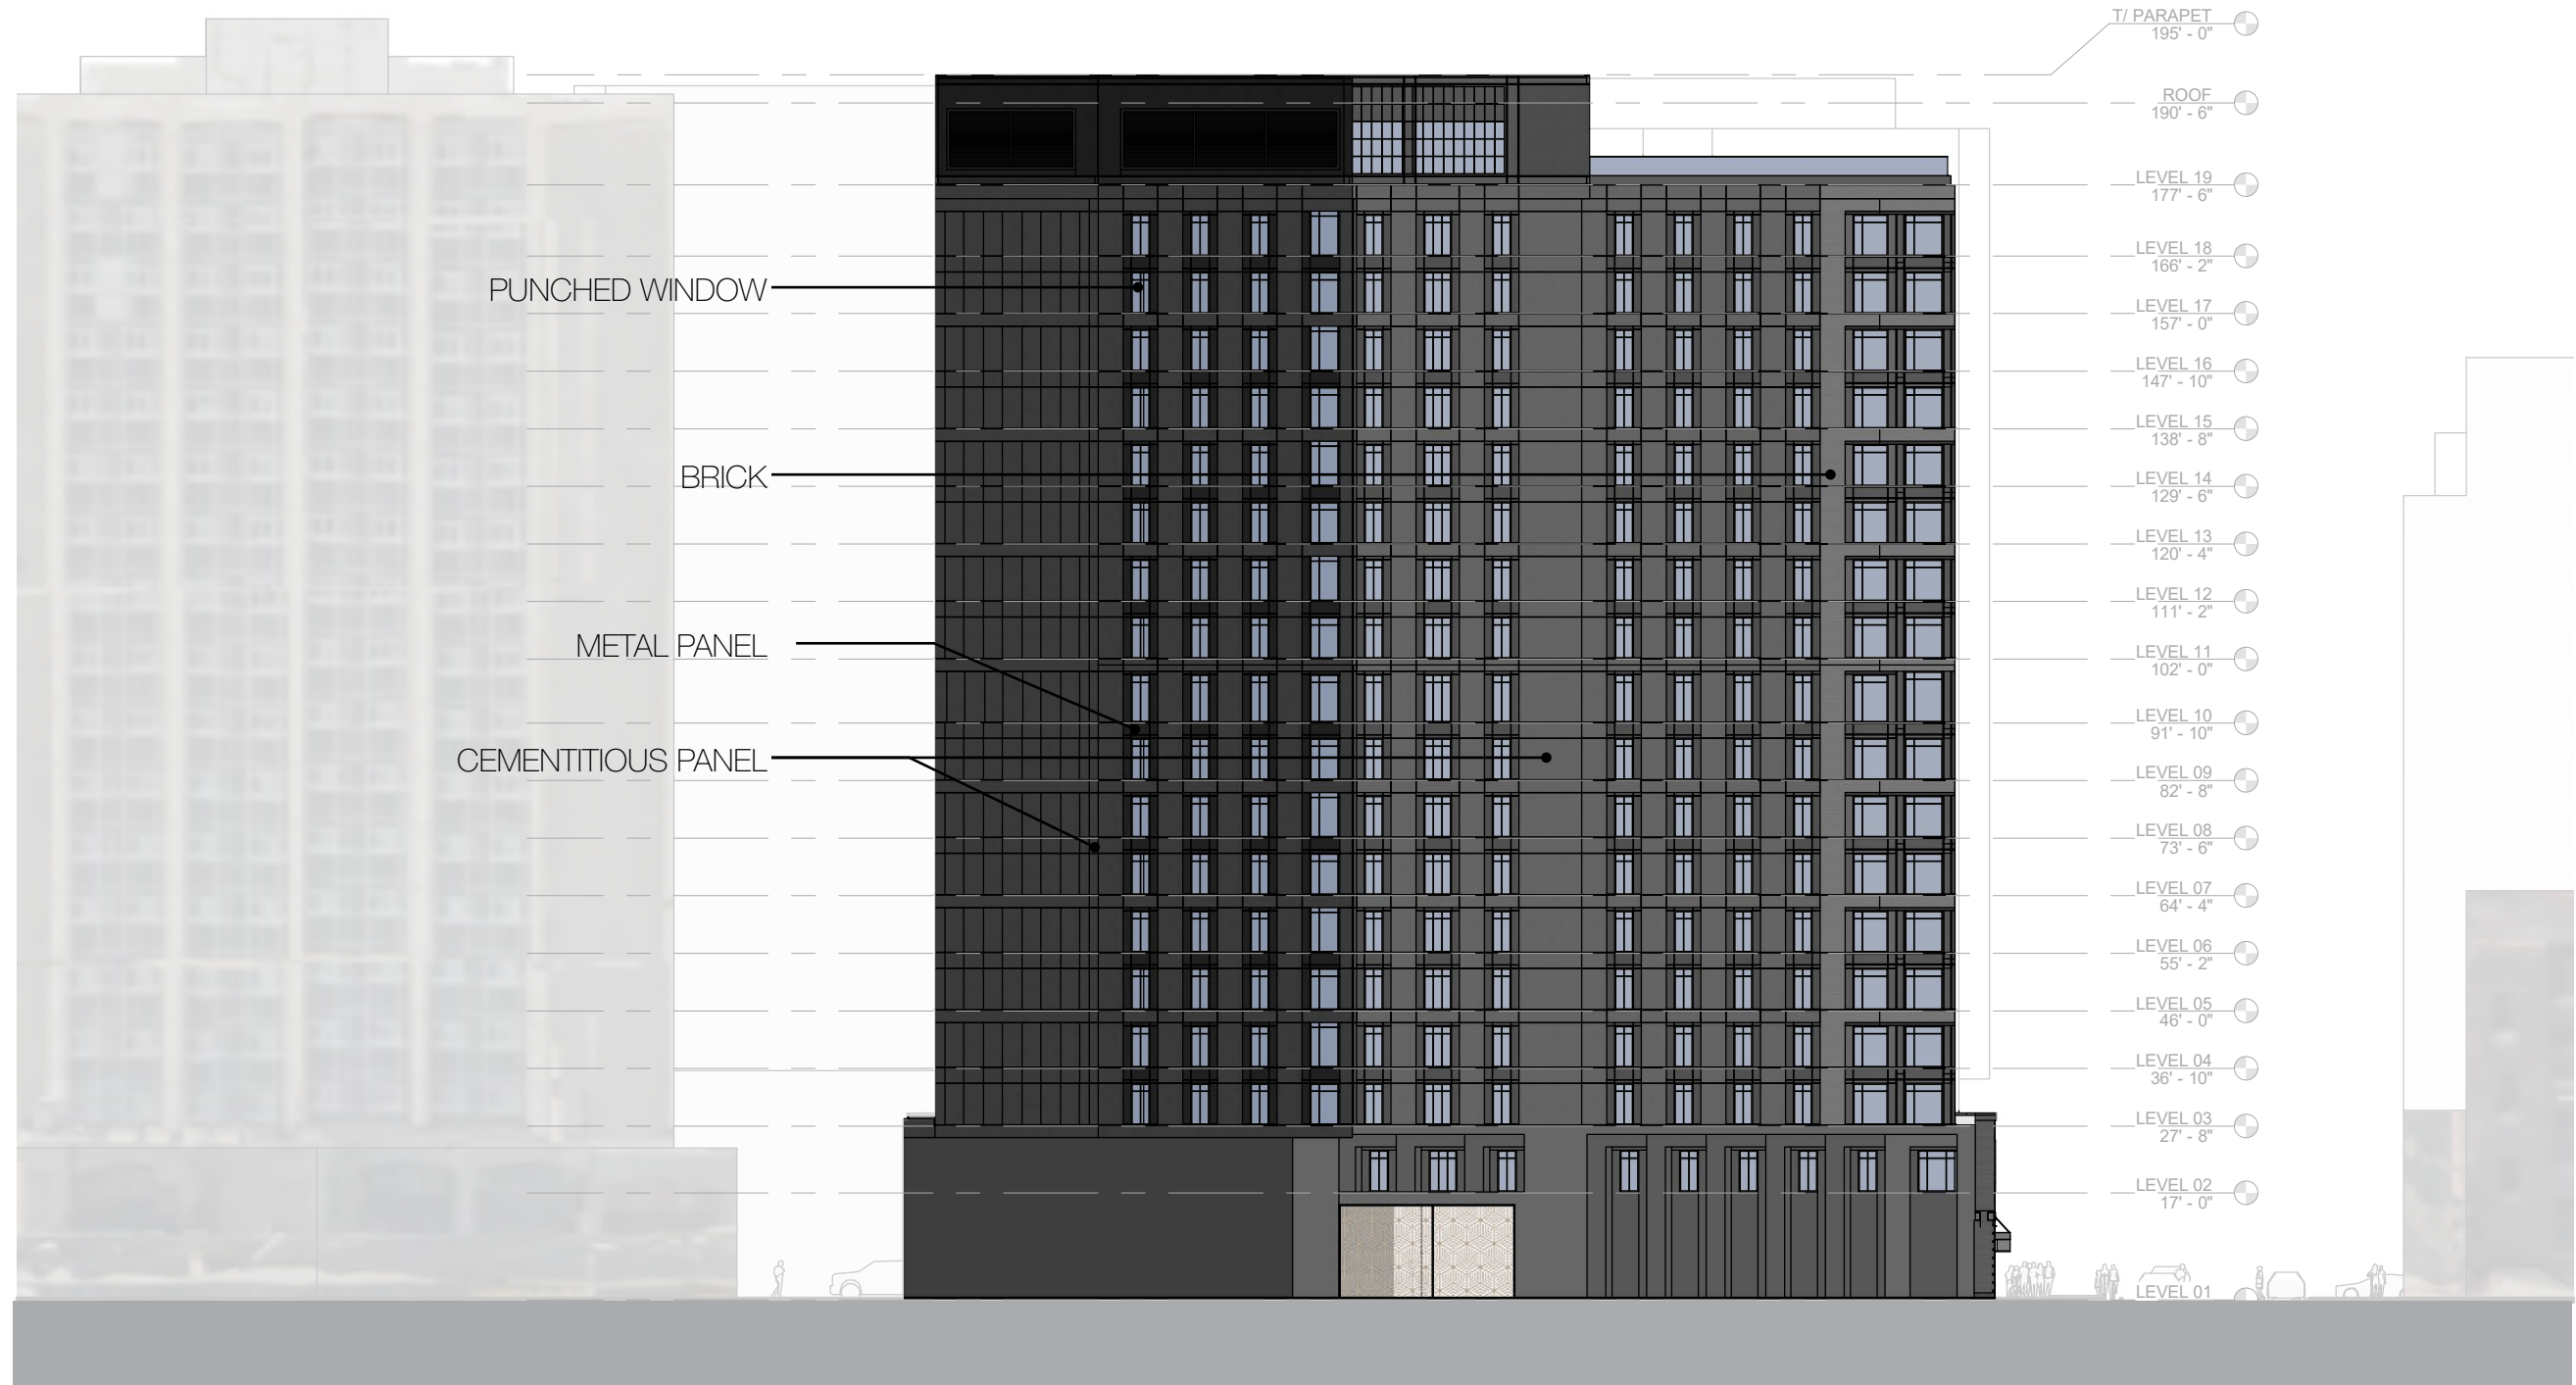 T/ PARAPET
195' - 0"
ROOF
190' - 6"
LEVEL 19
177' - 6"
LEVEL 18
166' - 2"
PUNCHED WINDOW
LEVEL 17
157' - 0"
LEVEL 16
147' - 10"
LEVEL 15
138' - 8"
BRICK
LEVEL 14
129' - 6"
LEVEL 13
120' - 4"
LEVEL 12
111' - 2"
METAL PANEL
LEVEL 11
102' - 0"
LEVEL 10
91' - 10"
CEMENTITIOUS PANEL
LEVEL 09
82' - 8"
LEVEL 08
73' - 6"
LEVEL 07
64' - 4"
LEVEL 06
55' - 2"
LEVEL 05
46' - 0"
LEVEL 04
36' - 10"
LEVEL 03
27' - 8"
LEVEL 02
17' - 0"
LEVEL 01